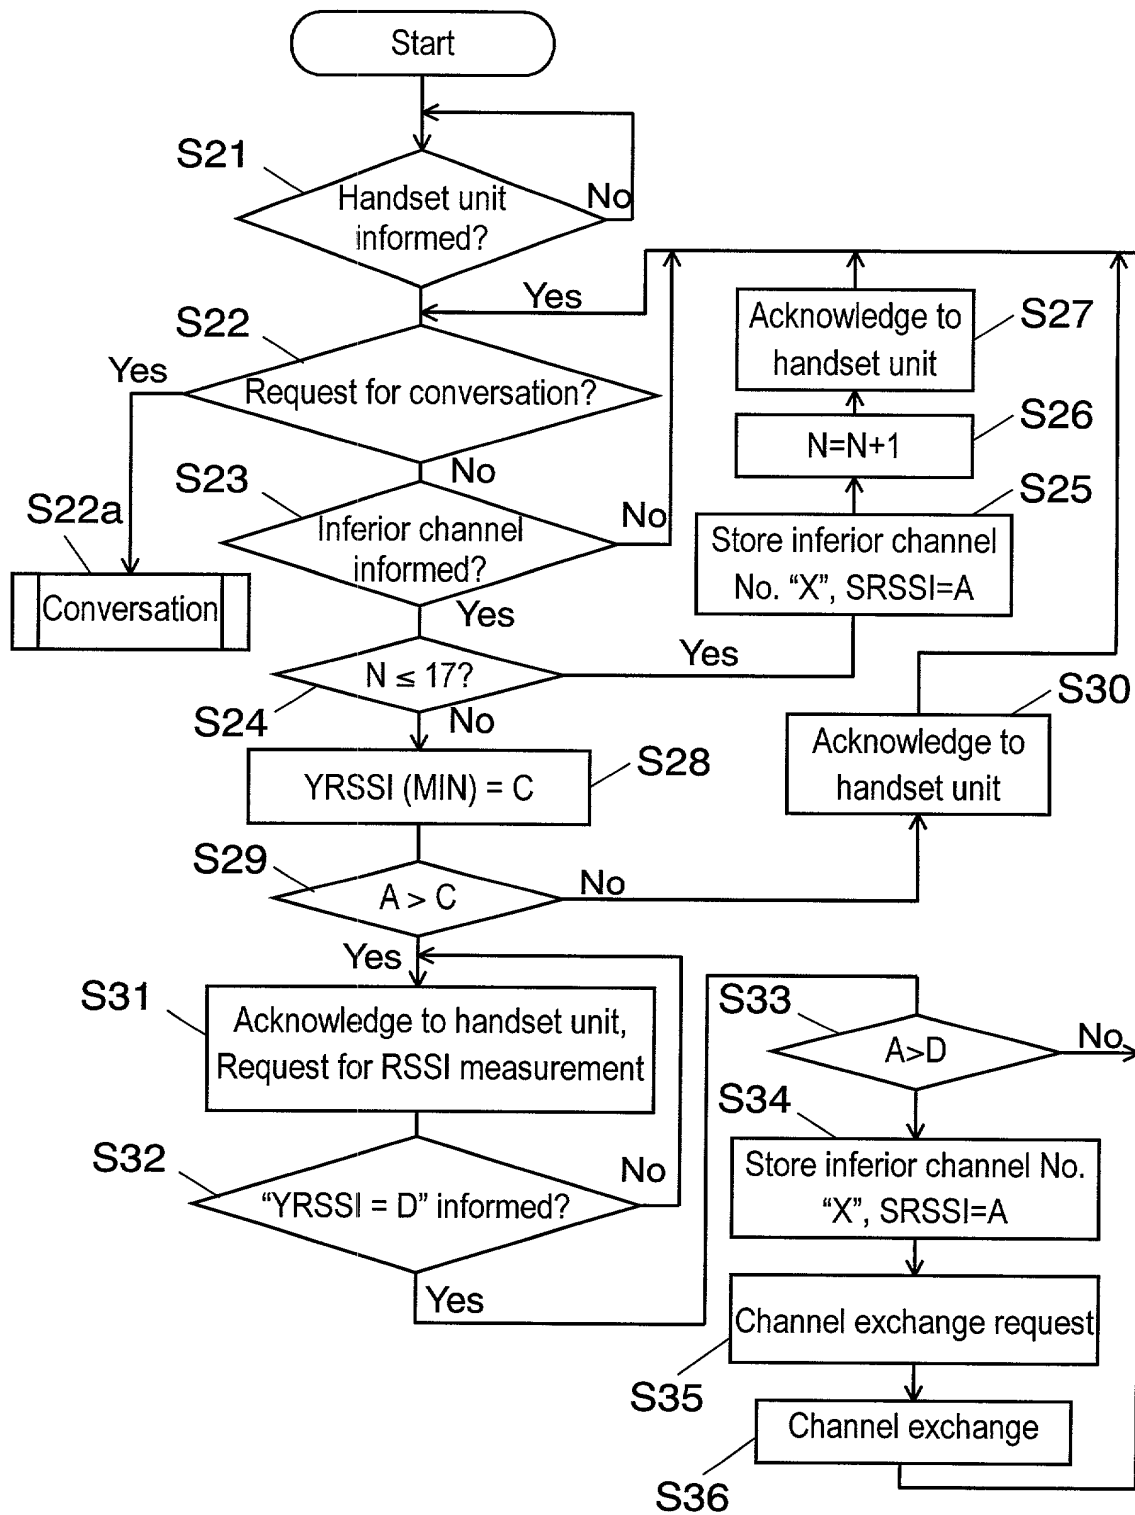 Start
S21
Handset unit
informed?
No
Yes
S22
Request for conversation?
Yes
No
S22a
Conversation
S23
Inferior channel
informed?
No
Yes
S24
N ≤ 17?
Yes
No
S25
Store inferior channel
No. “X”, SRSSI=A
S26
N=N+1
S27
Acknowledge to
handset unit
S28
YRSSI (MIN) = C
S29
A > C
No
Yes
S30
Acknowledge to
handset unit
S31
Acknowledge to handset unit,
Request for RSSI measurement
S32
“YRSSI = D” informed?
No
Yes
S33
A>D
No
S34
Store inferior channel No.
“X”, SRSSI=A
S35
Channel exchange request
S36
Channel exchange